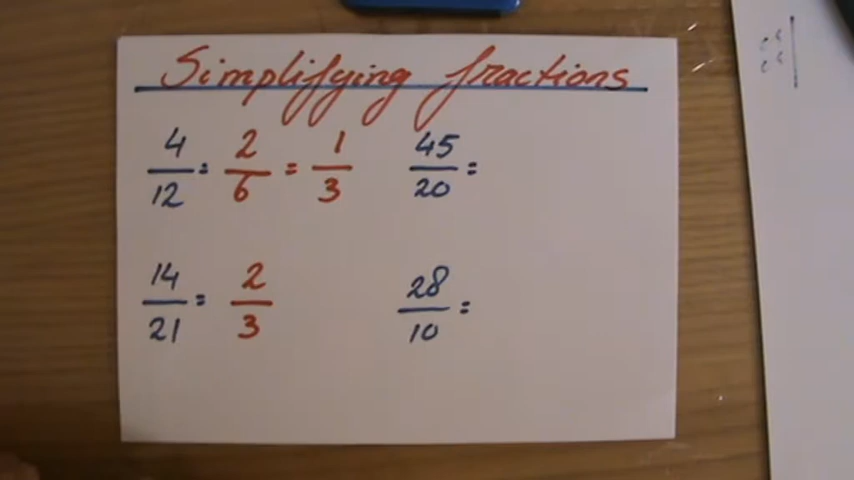 Simplifying fractions
4/12 = 2/6 = 1/3
45/20 =
14/21 = 2/3
28/10 =